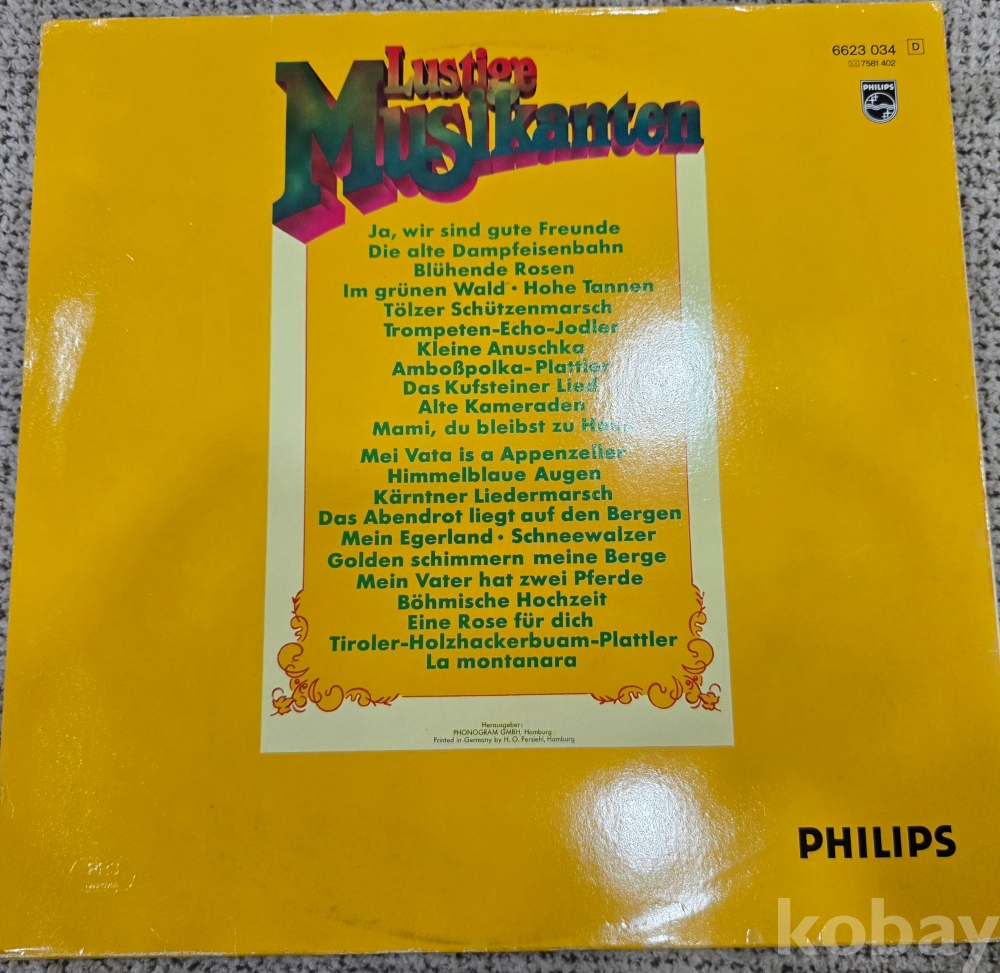 6623 034 D
7581 402
PHILIPS
Lustige
Musikanten
Ja, wir sind gute Freunde
Die alte Dampfeisenbahn
Blühende Rosen
Im grünen Wald · Hohe Tannen
Tölzer Schützenmarsch
Trompeten-Echo-Jodler
Kleine Anuschka
Amboßpolka-Plattler
Das Kufsteiner Lied
Alte Kameraden
Mami, du bleibst zu
Mei Vata is a Appenzeller
Himmelblaue Augen
Kärntner Liedermarsch
Das Abendrot liegt auf den Bergen
Mein Egerland · Schneewalzer
Golden schimmern meine Berge
Mein Vater hat zwei Pferde
Böhmische Hochzeit
Eine Rose für dich
Tiroler-Holzhackerbuam-Plattler
La montanara
Herausgeber:
PHONOGRAM GMBH, Hamburg
Printed in Germany by H. O. Persiehl, Hamburg
PHILIPS
kobay